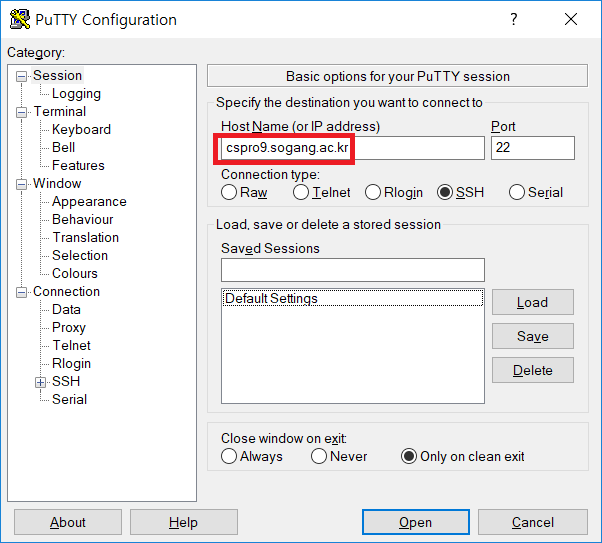 PuTTY Configuration
Category:
Session
Logging
Terminal
Keyboard
Bell
Features
Window
Appearance
Behaviour
Translation
Selection
Colours
Connection
Data
Proxy
Telnet
Rlogin
SSH
Serial
Basic options for your PuTTY session
Specify the destination you want to connect to
Host Name (or IP address) Port
cspro9.sogang.ac.kr 22
Connection type:
Raw Telnet Rlogin SSH Serial
Load, save or delete a stored session
Saved Sessions
Default Settings
Load
Save
Delete
Close window on exit:
Always Never Only on clean exit
About Help Open Cancel